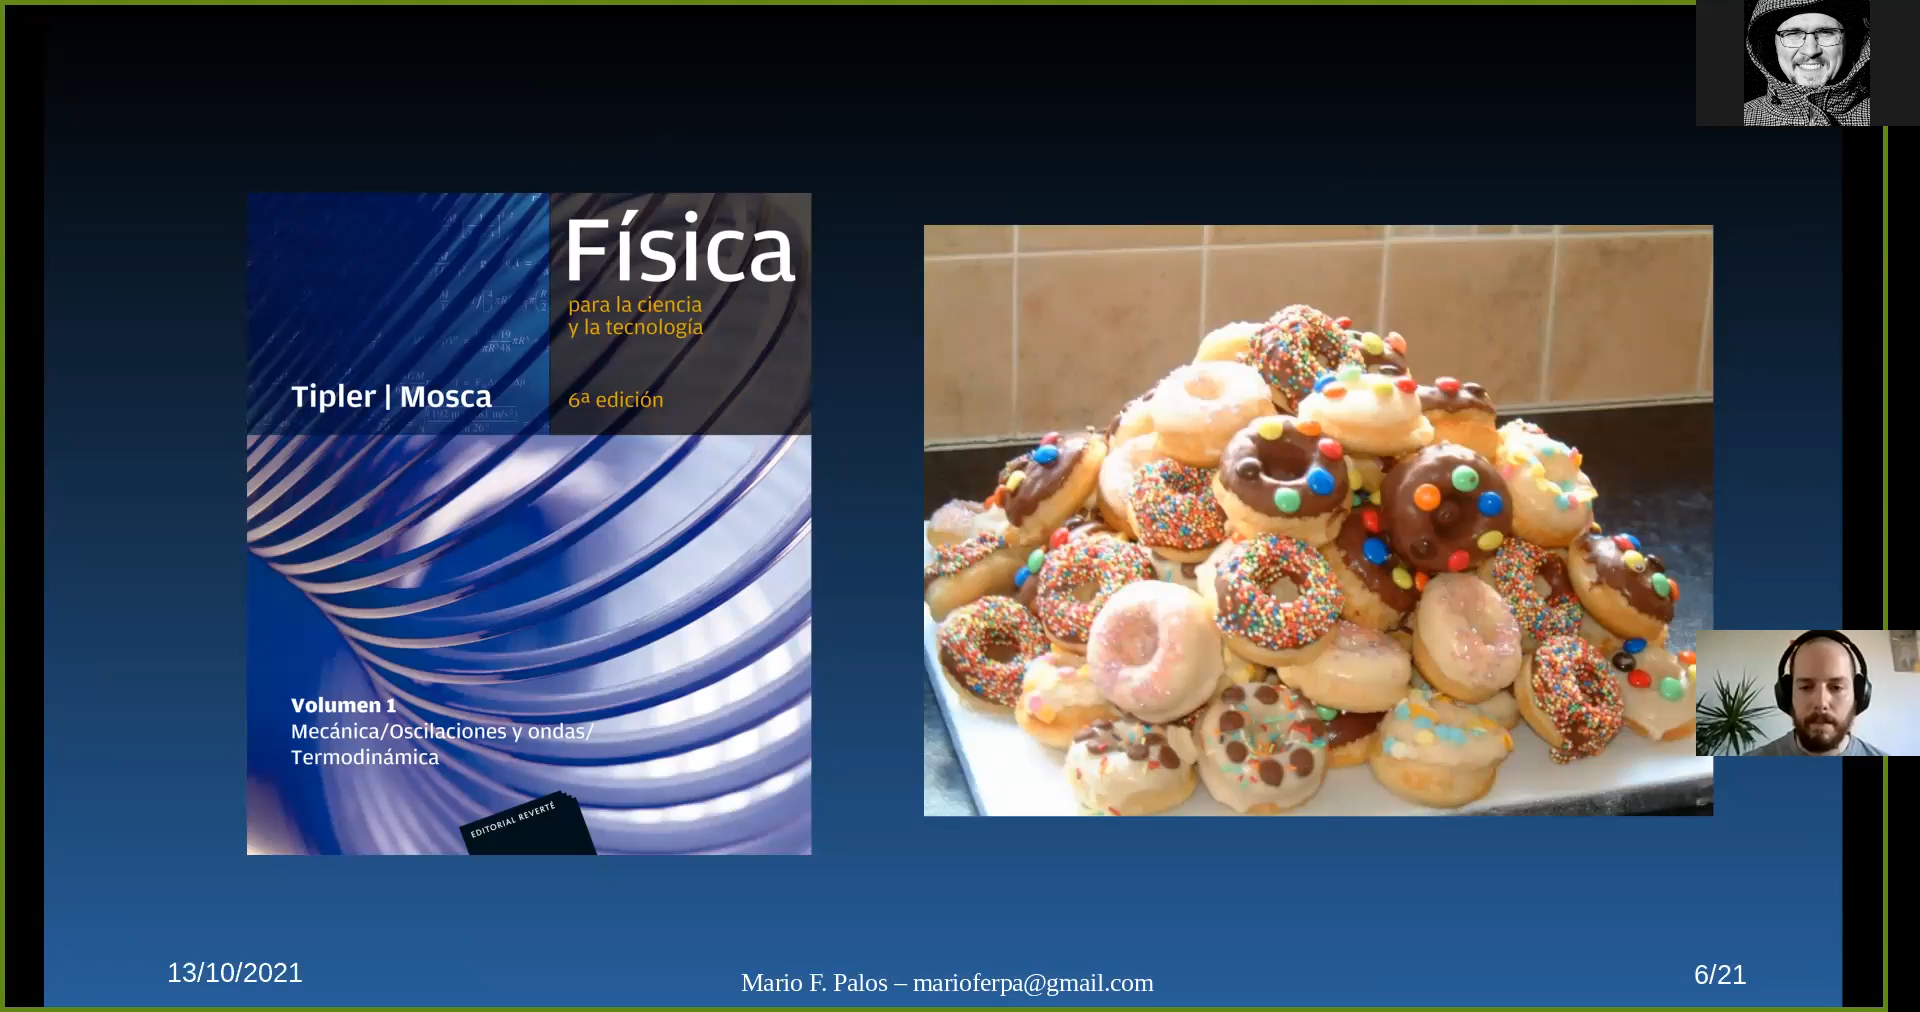 Física
para la ciencia
y la tecnología
Tipler | Mosca
6ª edición
Volumen 1
Mecánica/Oscilaciones y ondas/
Termodinámica
EDITORIAL REVERTÉ
13/10/2021
Mario F. Palos – marioferpa@gmail.com
6/21